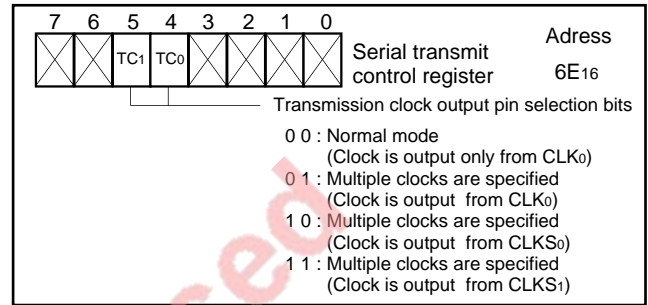 7 6 5 4 3 2 1 0
TC1 TC0
Serial transmit
control register
Adress
6E16
Transmission clock output pin selection bits
0 0 : Normal mode
(Clock is output only from CLK0)
0 1 : Multiple clocks are specified
(Clock is output from CLK0)
1 0 : Multiple clocks are specified
(Clock is output from CLKS0)
1 1 : Multiple clocks are specified
(Clock is output from CLKS1)